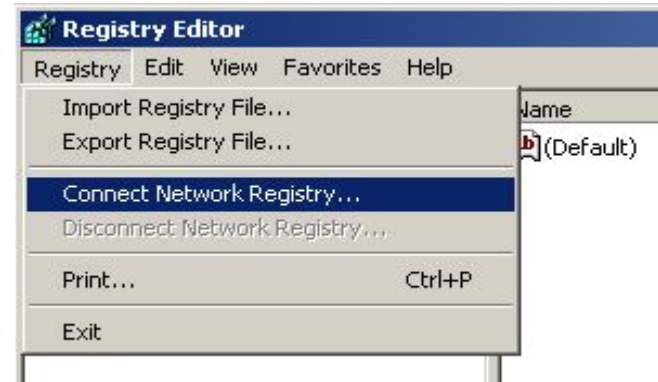 Registry Editor
Registry Edit View Favorites Help
Import Registry File...
Export Registry File...
Connect Network Registry...
Disconnect Network Registry...
Print... Ctrl+P
Exit
Name
(Default)